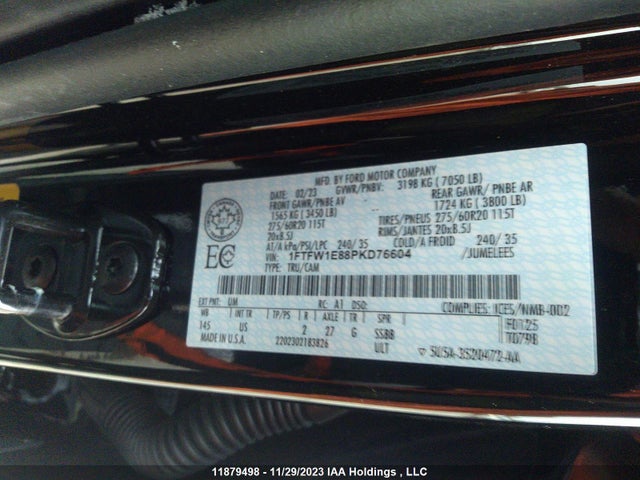 MFD. BY FORD MOTOR COMPANY
DATE: 02/23 GVWR/PNBV: 3198 KG ( 7050 LB)
FRONT GAWR/PNBE AV REAR GAWR/ PNBE AR
1565 KG ( 3450 LB) 1724 KG ( 3800 LB)
275/60R20 115T TIRES/PNEUS 275/60R20 115T
20x8.5J RIMS/JANTES 20x8.5J
AT/A kPa/PSI/LPC 240/ 35 COLD/A FROID 240/ 35
VIN: 1FTFW1E88PKD76604 /JUMELEES
TYPE: TRU/CAM
EC
EXT PNT: UM RC: A1 DSO: COMPLIES: ICES/NMB-002
WB INT TR TP/PS R AXLE TR SPR
145 US 2 27 G SSBB
MADE IN U.S.A. 2202302183826 ULT
11879498 - 11/29/2023 IAA Holdings , LLC